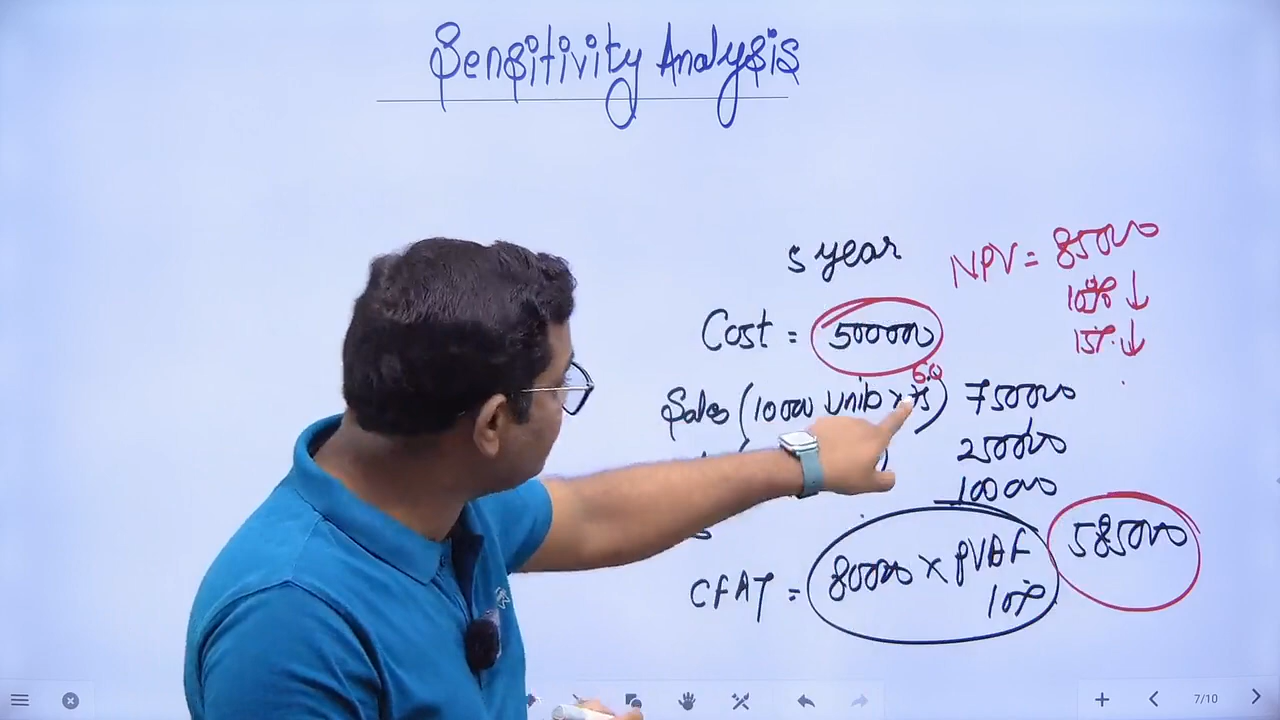 Sensitivity Analysis
5 year
NPV = 85000
10% ↓
15% ↓
Cost = 500000
60
Sales (10000 Units × 75) 750000
250000
100000
CFAT = 80000 × PVAF 10%
585000
7/10